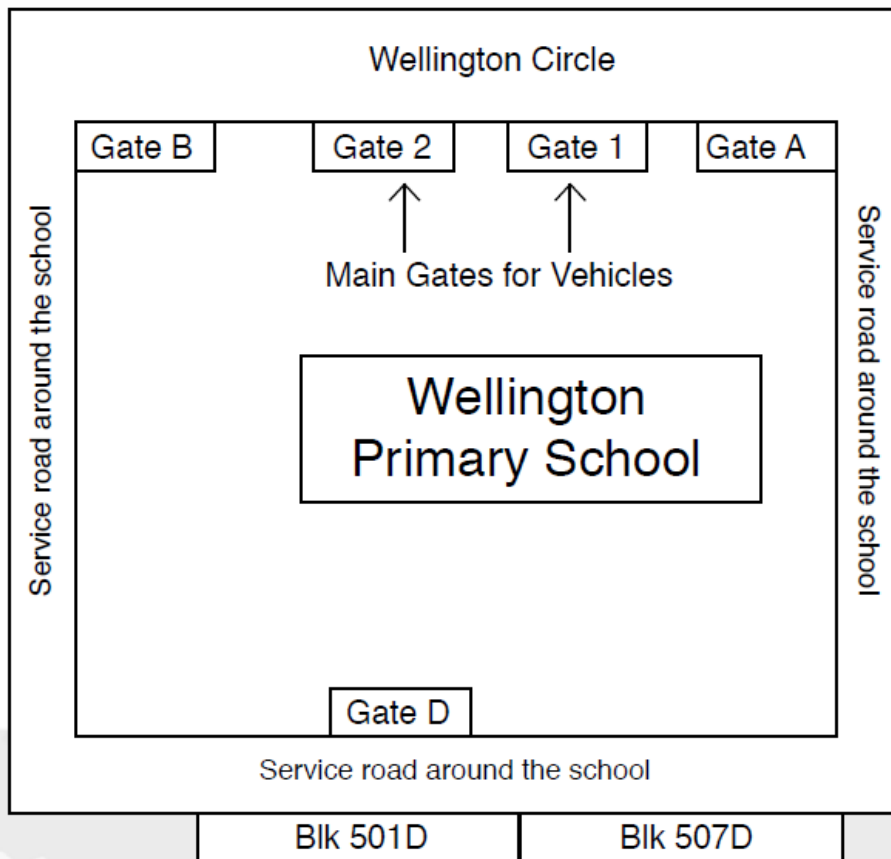 Wellington Circle
Gate B
Gate 2
Gate 1
Gate A
Main Gates for Vehicles
Service road around the school
Service road around the school
Wellington
Primary School
Gate D
Service road around the school
Blk 501D
Blk 507D